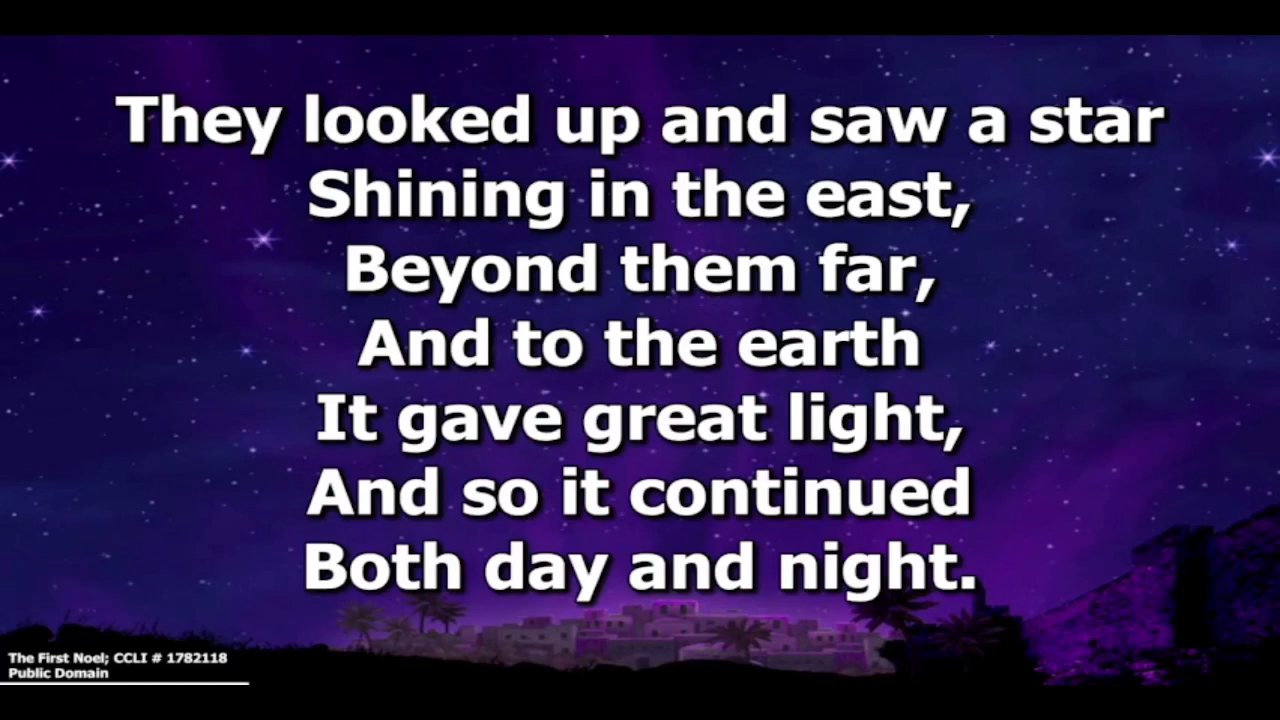 They looked up and saw a star
Shining in the east,
Beyond them far,
And to the earth
It gave great light,
And so it continued
Both day and night.
The First Noel; CCLI # 1782118
Public Domain